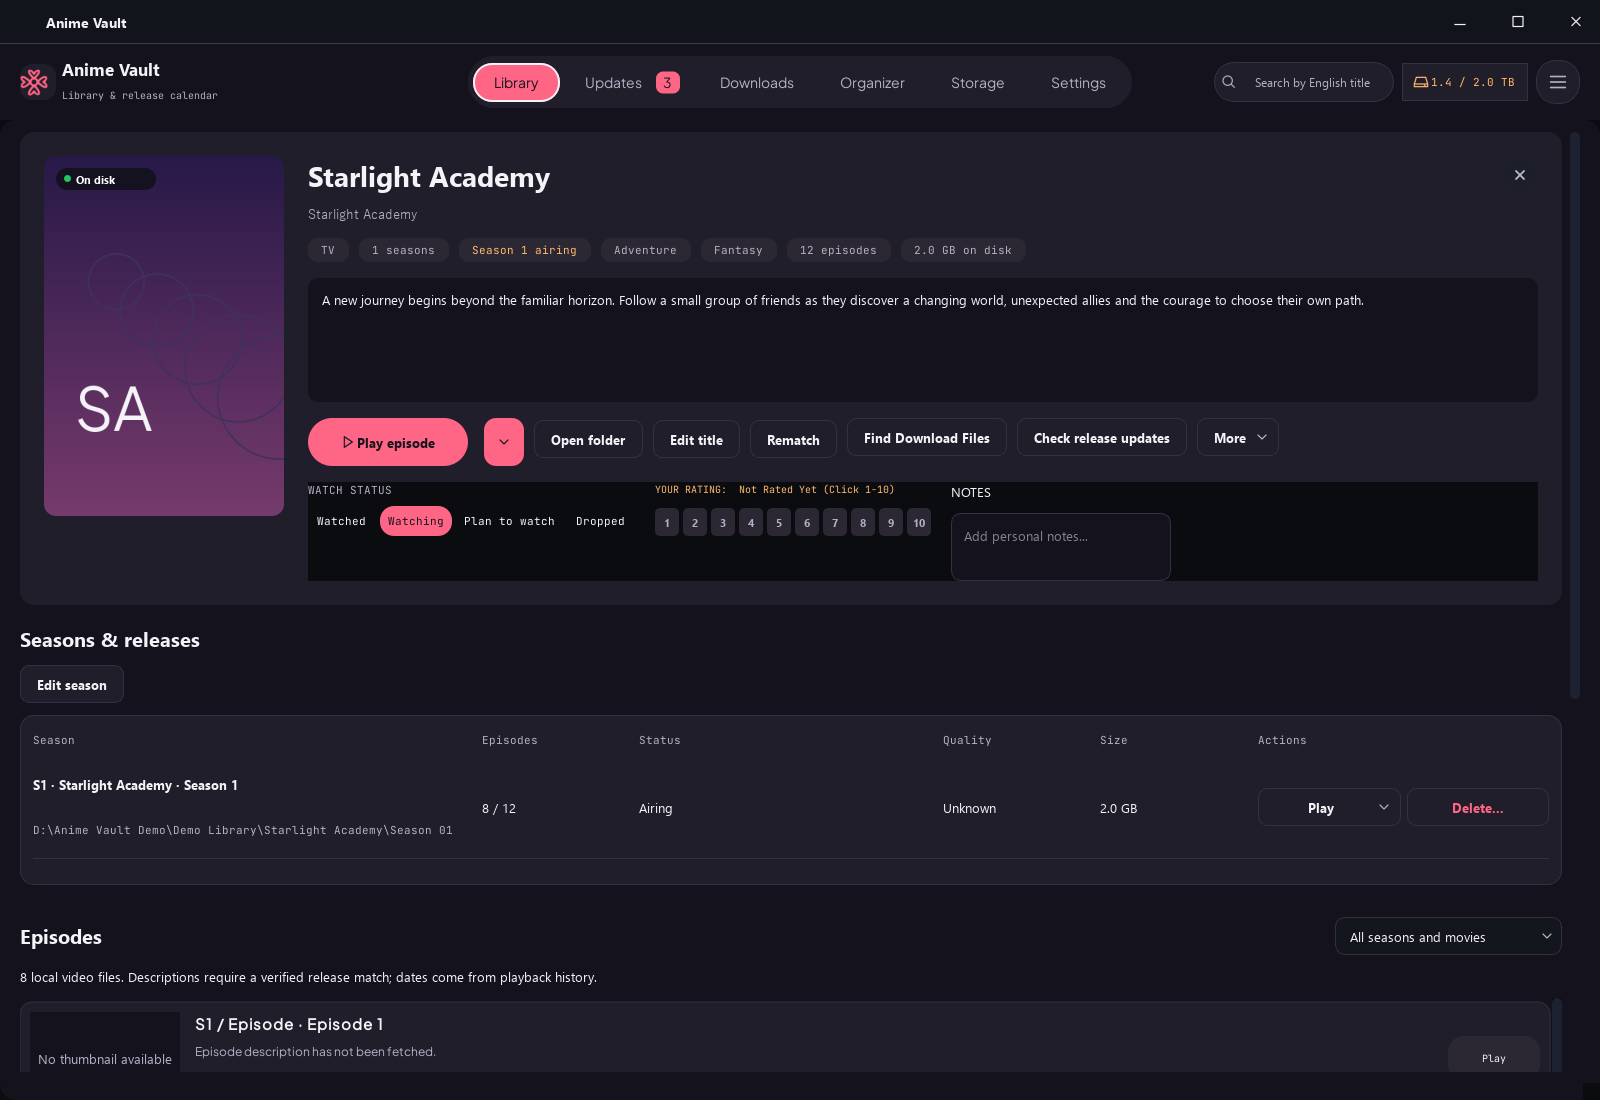 Anime Vault
Anime Vault
Library & release calendar
Library
Updates 3
Downloads
Organizer
Storage
Settings
Search by English title
1.4 / 2.0 TB
On disk
SA
Starlight Academy
Starlight Academy
TV
1 seasons
Season 1 airing
Adventure
Fantasy
12 episodes
2.0 GB on disk
A new journey begins beyond the familiar horizon. Follow a small group of friends as they discover a changing world, unexpected allies and the courage to choose their own path.
Play episode
Open folder
Edit title
Rematch
Find Download Files
Check release updates
More
WATCH STATUS
Watched
Watching
Plan to watch
Dropped
YOUR RATING: Not Rated Yet (Click 1-10)
1 2 3 4 5 6 7 8 9 10
NOTES
Add personal notes...
Seasons & releases
Edit season
Season Episodes Status Quality Size Actions
S1 · Starlight Academy · Season 1
D:\Anime Vault Demo\Demo Library\Starlight Academy\Season 01
8 / 12
Airing
Unknown
2.0 GB
Play
Delete...
Episodes
All seasons and movies
8 local video files. Descriptions require a verified release match; dates come from playback history.
No thumbnail available
S1 / Episode · Episode 1
Episode description has not been fetched.
Play